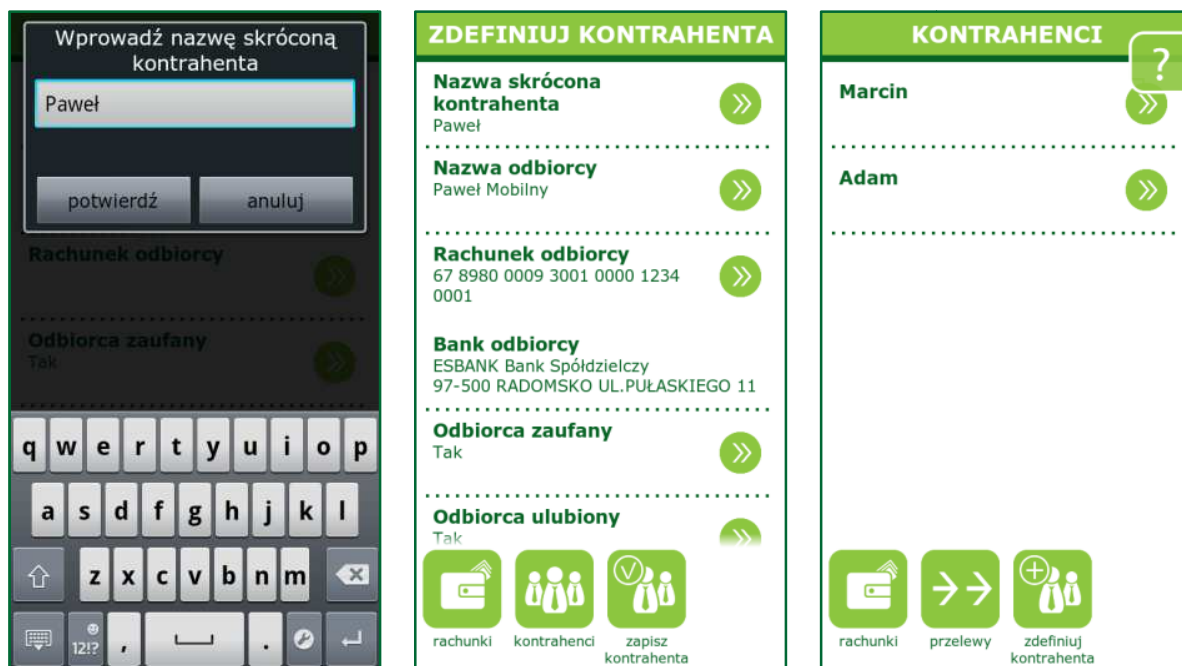 Wprowadź nazwę skróconą
kontrahenta
Paweł
potwierdź
anuluj
Rachunek odbiorcy
Odbiorca zaufany
Tak
q w e r t y u i o p
a s d f g h j k l
z x c v b n m
12!?
,
.
ZDEFINIUJ KONTRAHENTA
Nazwa skrócona
kontrahenta
Paweł
Nazwa odbiorcy
Paweł Mobilny
Rachunek odbiorcy
67 8980 0009 3001 0000 1234
0001
Bank odbiorcy
ESBANK Bank Spółdzielczy
97-500 RADOMSKO UL.PUŁASKIEGO 11
Odbiorca zaufany
Tak
Odbiorca ulubiony
Tak
rachunki
kontrahenci
zapisz
kontrahenta
KONTRAHENCI
?
Marcin
Adam
rachunki
przelewy
zdefiniuj
kontrahenta